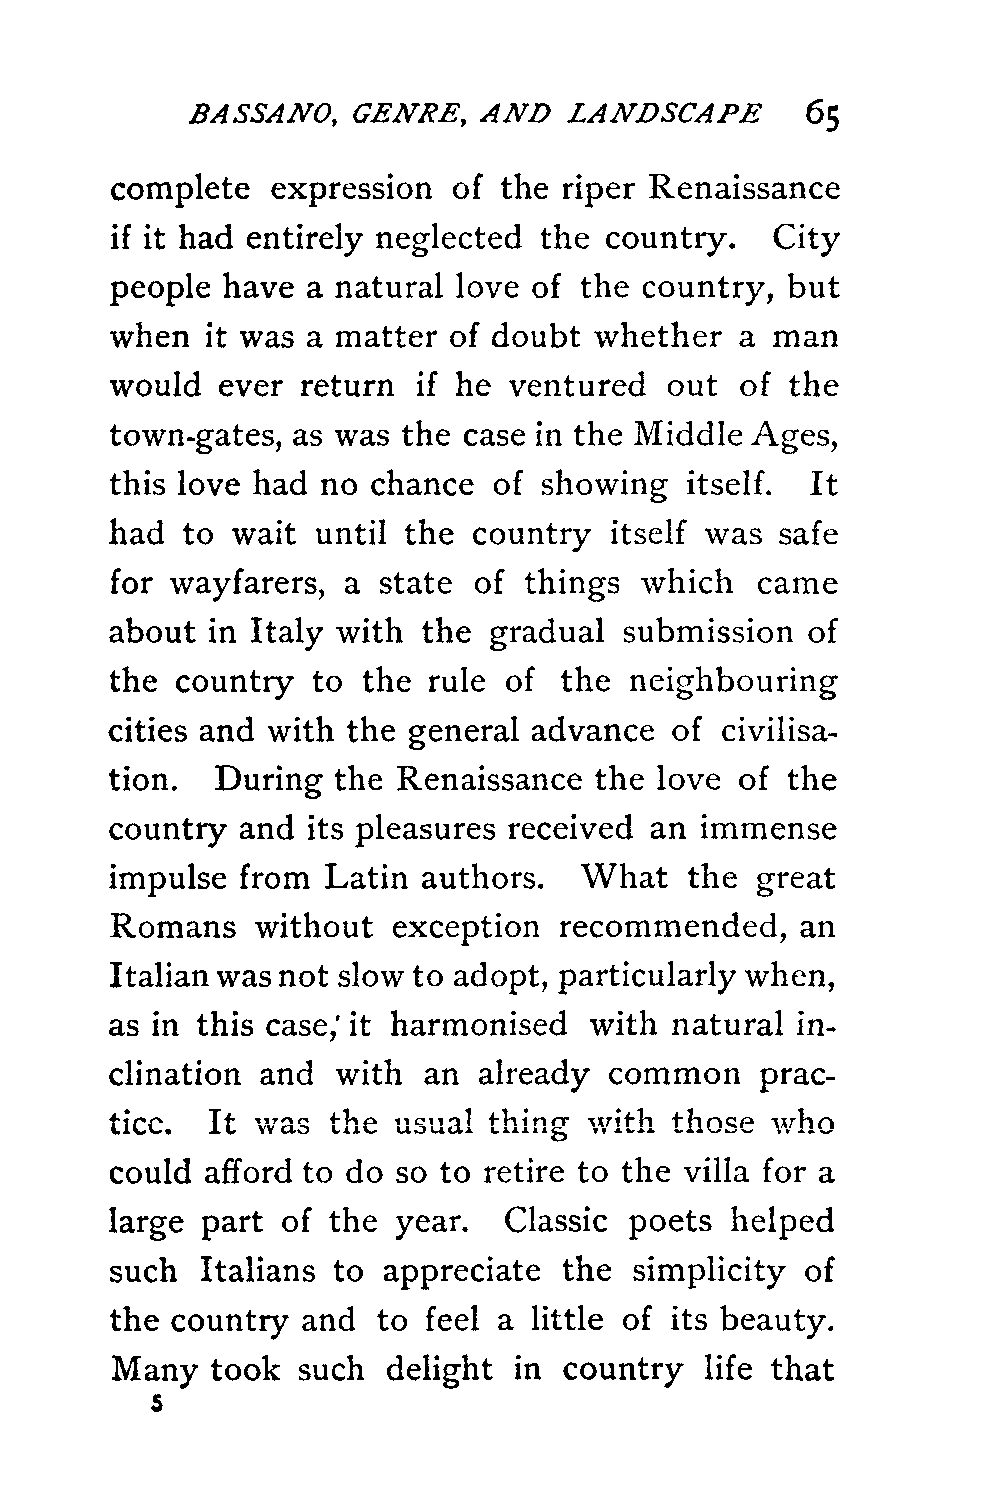 BASSANO, GENRE, AND LANDSCAPE 65
complete expression of the riper Renaissance
if it had entirely neglected the country. City
people have a natural love of the country, but
when it was a matter of doubt whether a man
would ever return if he ventured out of the
town-gates, as was the case in the Middle Ages,
this love had no chance of showing itself. It
had to wait until the country itself was safe
for wayfarers, a state of things which came
about in Italy with the gradual submission of
the country to the rule of the neighbouring
cities and with the general advance of civilisa-
tion. During the Renaissance the love of the
country and its pleasures received an immense
impulse from Latin authors. What the great
Romans without exception recommended, an
Italian was not slow to adopt, particularly when,
as in this case, it harmonised with natural in-
clination and with an already common prac-
tice. It was the usual thing with those who
could afford to do so to retire to the villa for a
large part of the year. Classic poets helped
such Italians to appreciate the simplicity of
the country and to feel a little of its beauty.
Many took such delight in country life that
5